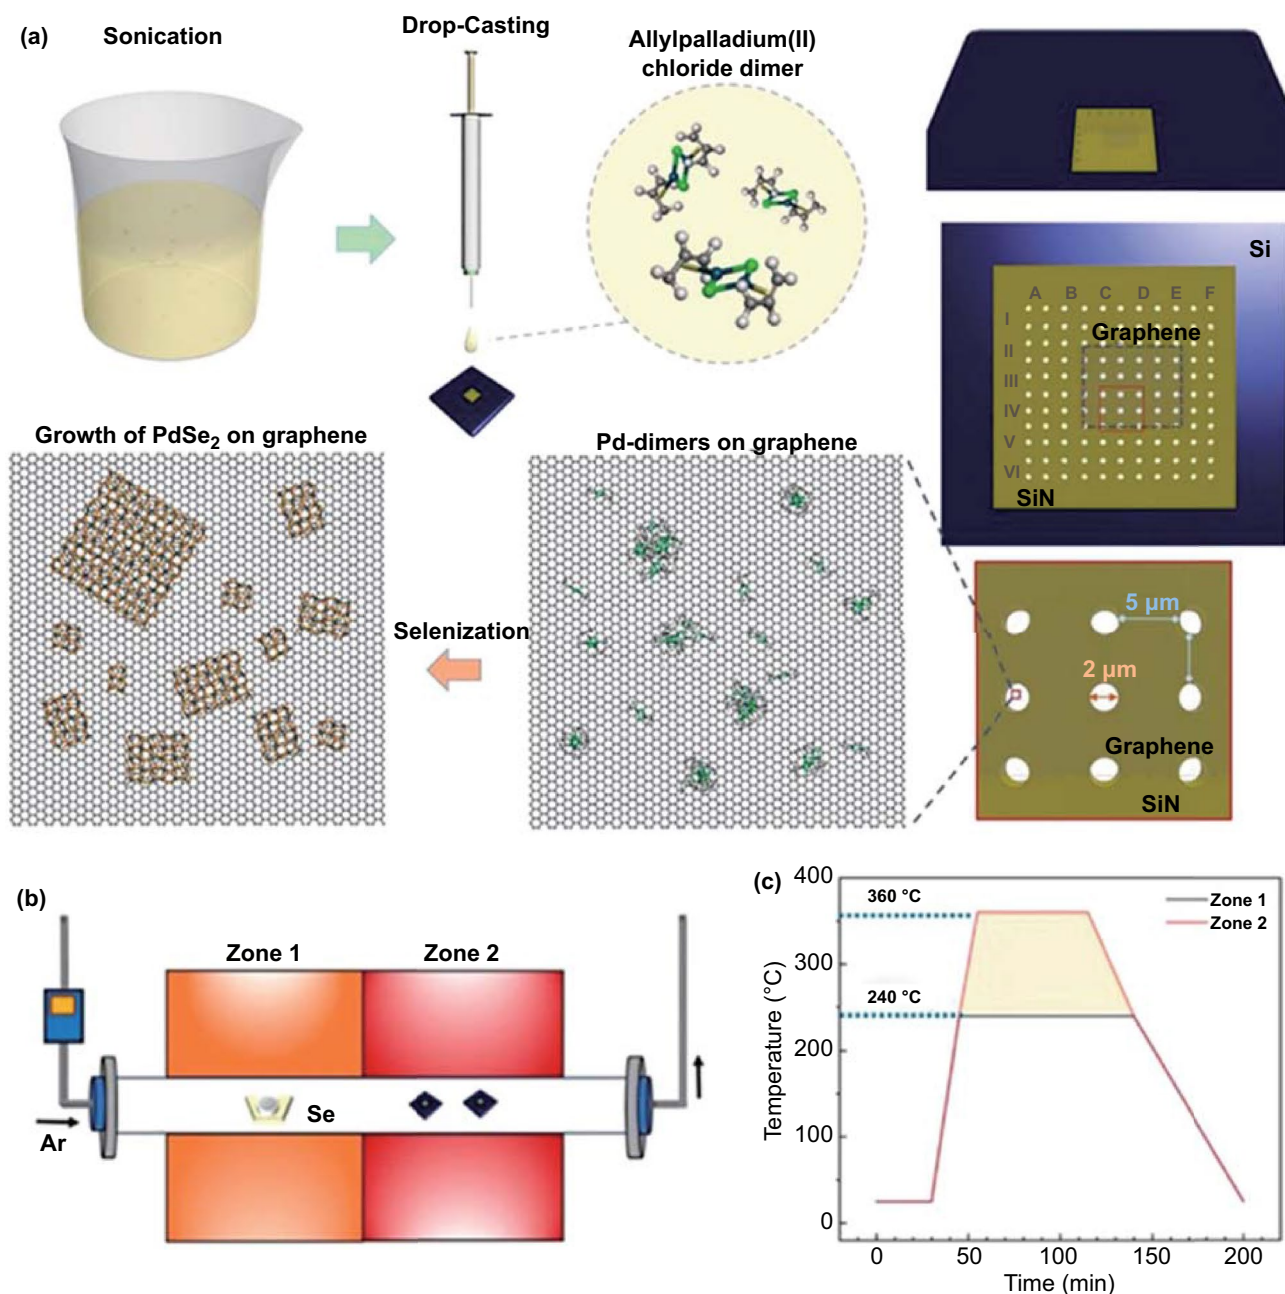 (a)
Sonication
Drop-Casting
Allylpalladium(II)
chloride dimer
Si
A B C D E F
I
Graphene
II
III
IV
V
VI
SiN
Growth of PdSe2 on graphene
Pd-dimers on graphene
Selenization
5 µm
2 µm
Graphene
SiN
(b)
Zone 1
Zone 2
Se
Ar
(c)
400
360 °C
Zone 1
Zone 2
300
240 °C
200
100
0
Temperature (°C)
0 50 100 150 200
Time (min)